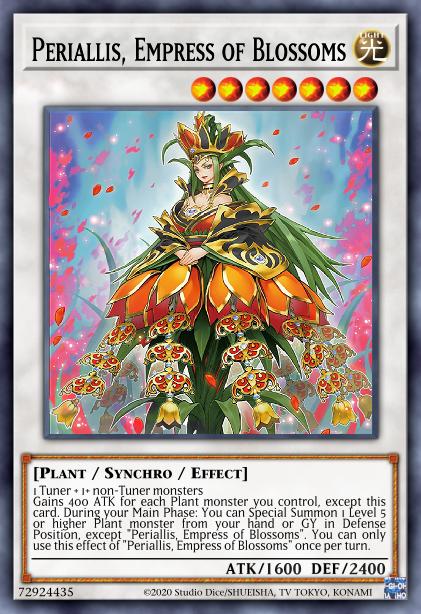 PERIALLIS, EMPRESS OF BLOSSOMS
LIGHT
光
[PLANT / SYNCHRO / EFFECT]
1 Tuner + 1+ non-Tuner monsters
Gains 400 ATK for each Plant monster you control, except this
card. During your Main Phase: You can Special Summon 1 Level 5
or higher Plant monster from your hand or GY in Defense
Position, except "Periallis, Empress of Blossoms". You can only
use this effect of "Periallis, Empress of Blossoms" once per turn.
ATK/1600 DEF/2400
72924435
©2020 Studio Dice/SHUEISHA, TV TOKYO, KONAMI